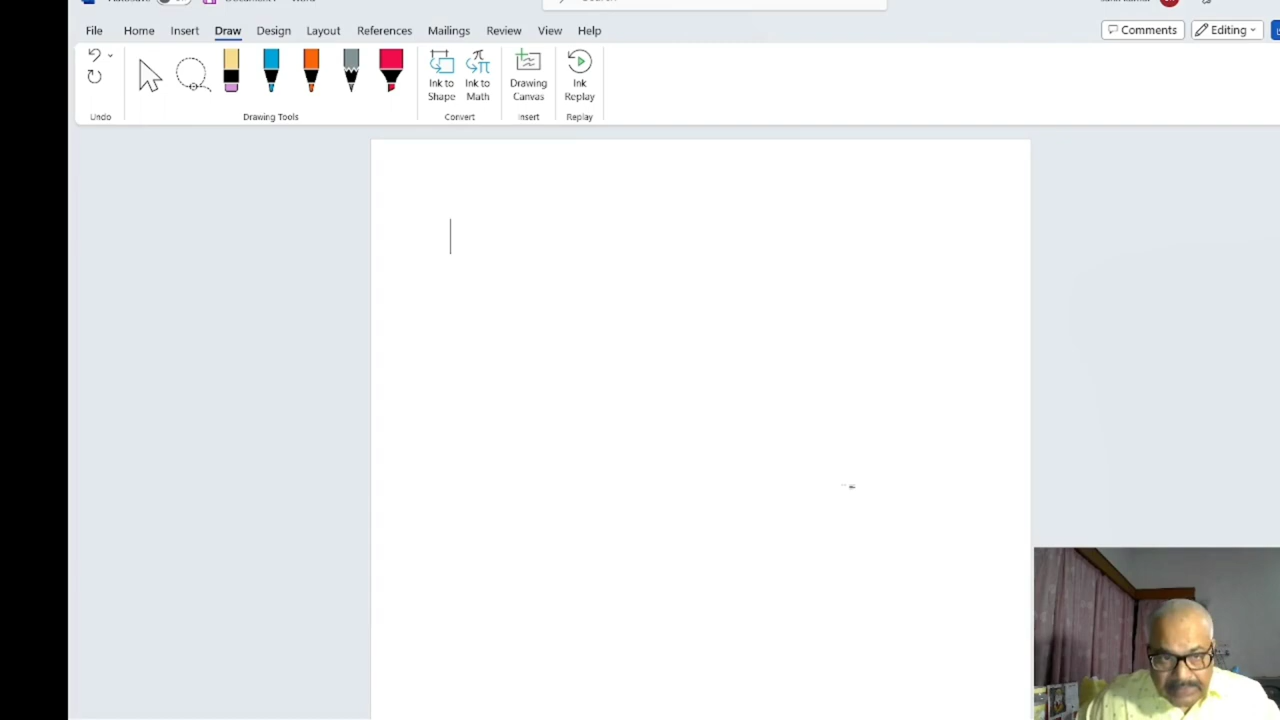 File Home Insert Draw Design Layout References Mailings Review View Help Comments Editing
Ink to Shape
Ink to Math
Drawing Canvas
Ink Replay
Undo Drawing Tools Convert Insert Replay